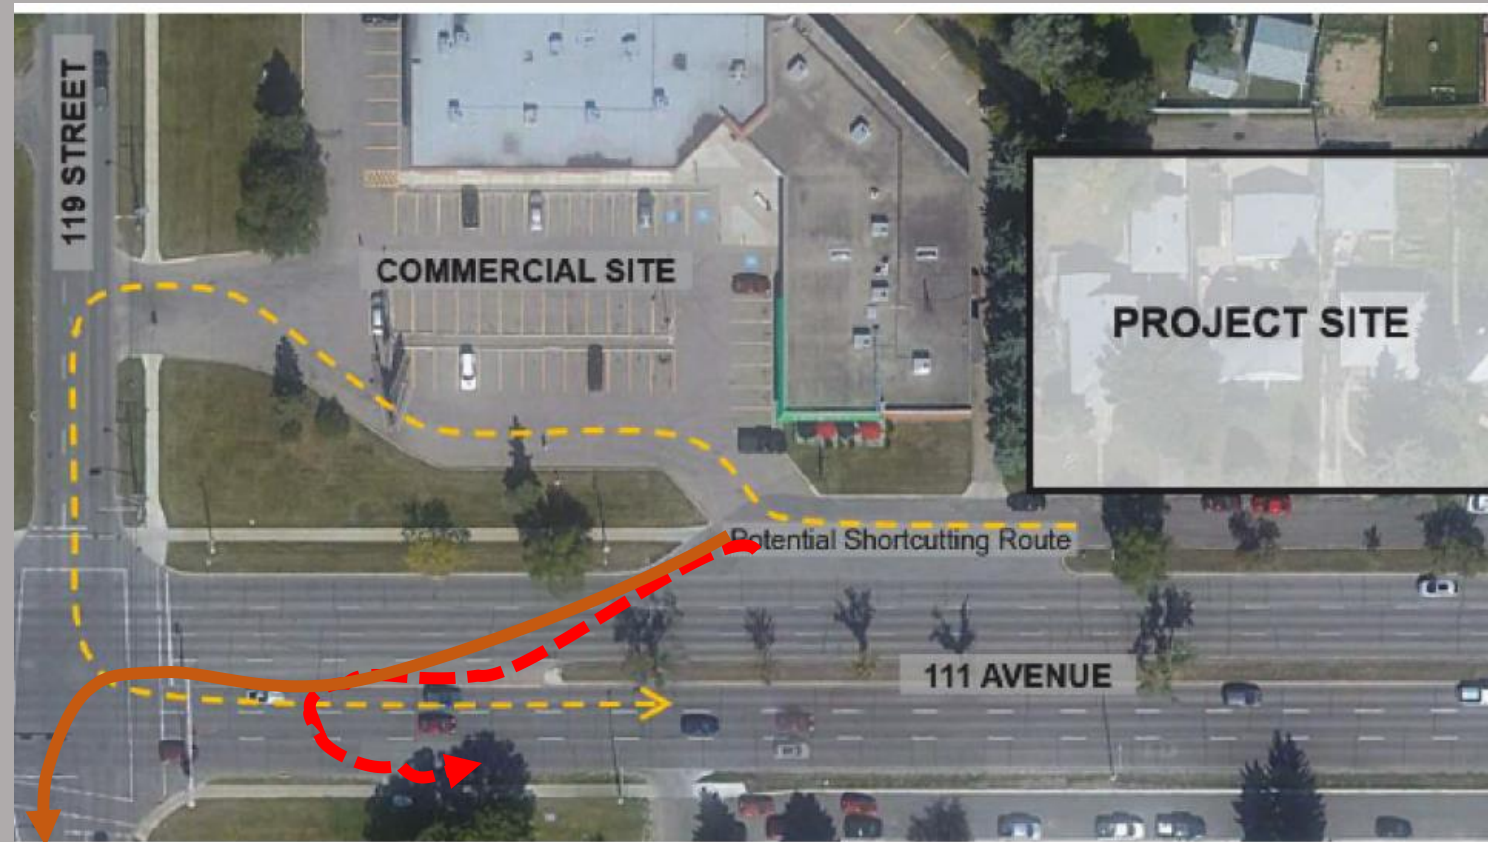 119 STREET
COMMERCIAL SITE
PROJECT SITE
Potential Shortcutting Route
111 AVENUE